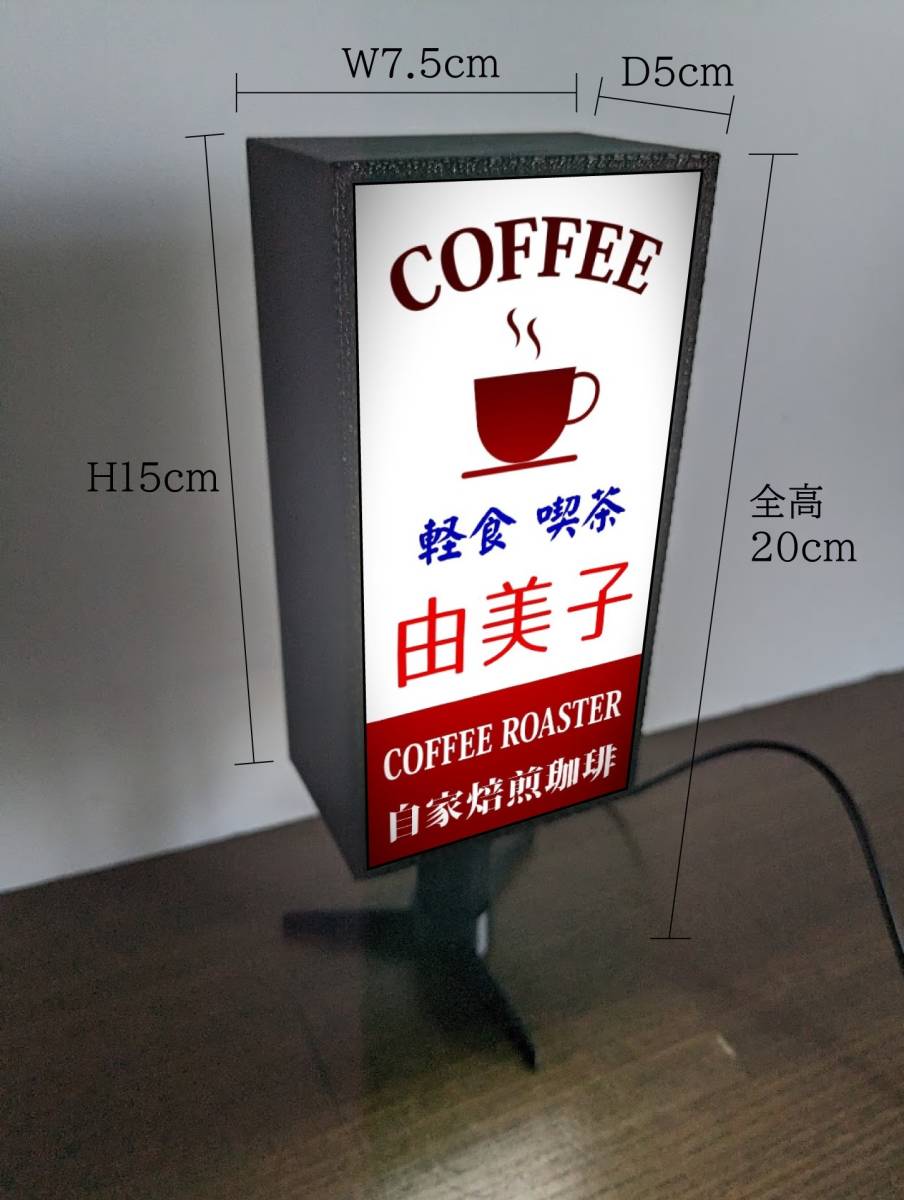 W7.5cm
D5cm
H15cm
全高
20cm
COFFEE
軽食 喫茶
由美子
COFFEE ROASTER
自家焙煎珈琲